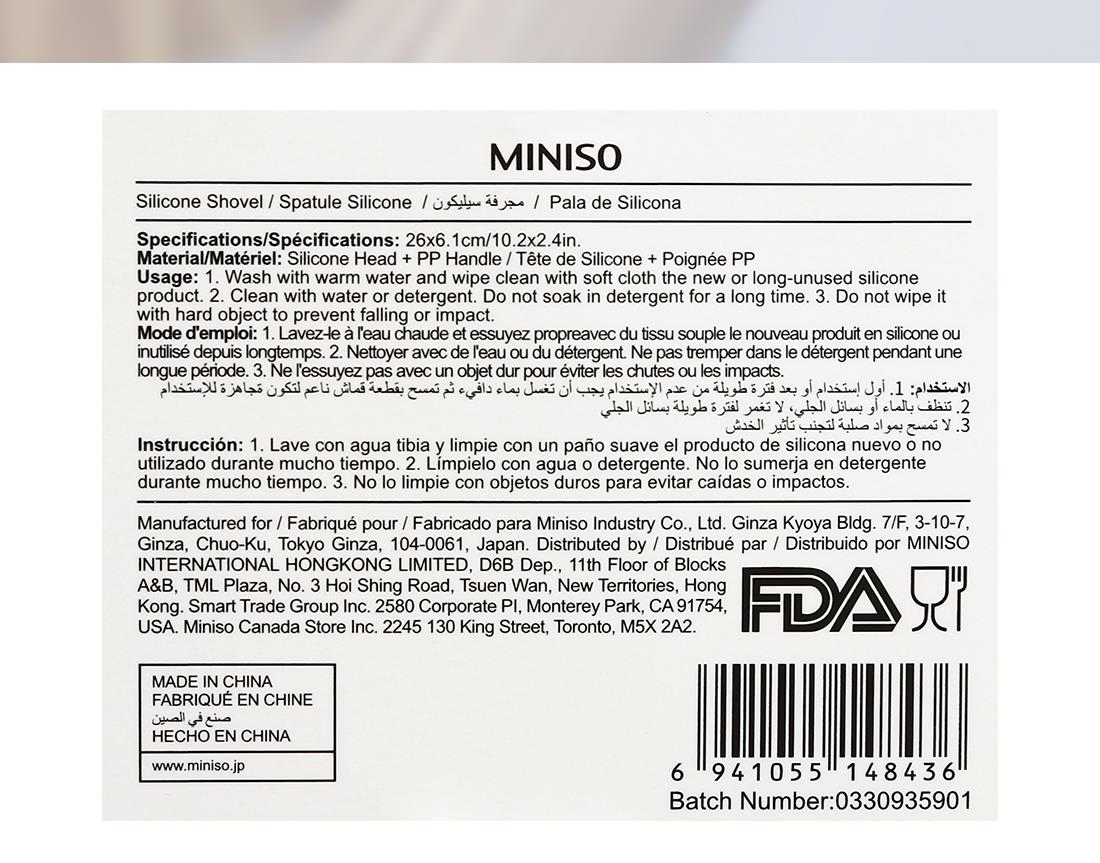 MINISO
Silicone Shovel / Spatule Silicone / مجرفة سيليكون / Pala de Silicona
Specifications/Spécifications: 26x6.1cm/10.2x2.4in.
Material/Matériel: Silicone Head + PP Handle / Tête de Silicone + Poignée PP
Usage: 1. Wash with warm water and wipe clean with soft cloth the new or long-unused silicone
product. 2. Clean with water or detergent. Do not soak in detergent for a long time. 3. Do not wipe it
with hard object to prevent falling or impact.
Mode d'emploi: 1. Lavez-le à l'eau chaude et essuyez propreavec du tissu souple le nouveau produit en silicone ou
inutilisé depuis longtemps. 2. Nettoyer avec de l'eau ou du détergent. Ne pas tremper dans le détergent pendant une
longue période. 3. Ne l'essuyez pas avec un objet dur pour éviter les chutes ou les impacts.
الاستخدام: 1. أول إستخدام أو بعد فترة طويلة من عدم الإستخدام يجب أن تغسل بماء دافيء ثم تمسح بقطعة قماش ناعم لتكون جاهزة للإستخدام
2. تنظف بالماء أو بسائل الجلي، لا تغمر لفترة طويلة بسائل الجلي
3. لا تمسح بمواد صلبة لتجنب تأثير الخدش
Instrucción: 1. Lave con agua tibia y limpie con un paño suave el producto de silicona nuevo o no
utilizado durante mucho tiempo. 2. Límpielo con agua o detergente. No lo sumerja en detergente
durante mucho tiempo. 3. No lo limpie con objetos duros para evitar caídas o impactos.
Manufactured for / Fabriqué pour / Fabricado para Miniso Industry Co., Ltd. Ginza Kyoya Bldg. 7/F, 3-10-7,
Ginza, Chuo-Ku, Tokyo Ginza, 104-0061, Japan. Distributed by / Distribué par / Distribuido por MINISO
INTERNATIONAL HONGKONG LIMITED, D6B Dep., 11th Floor of Blocks
A&B, TML Plaza, No. 3 Hoi Shing Road, Tsuen Wan, New Territories, Hong
Kong. Smart Trade Group Inc. 2580 Corporate Pl, Monterey Park, CA 91754,
USA. Miniso Canada Store Inc. 2245 130 King Street, Toronto, M5X 2A2.
FDA
MADE IN CHINA
FABRIQUÉ EN CHINE
صنع في الصين
HECHO EN CHINA
www.miniso.jp
6 941055 148436
Batch Number:0330935901